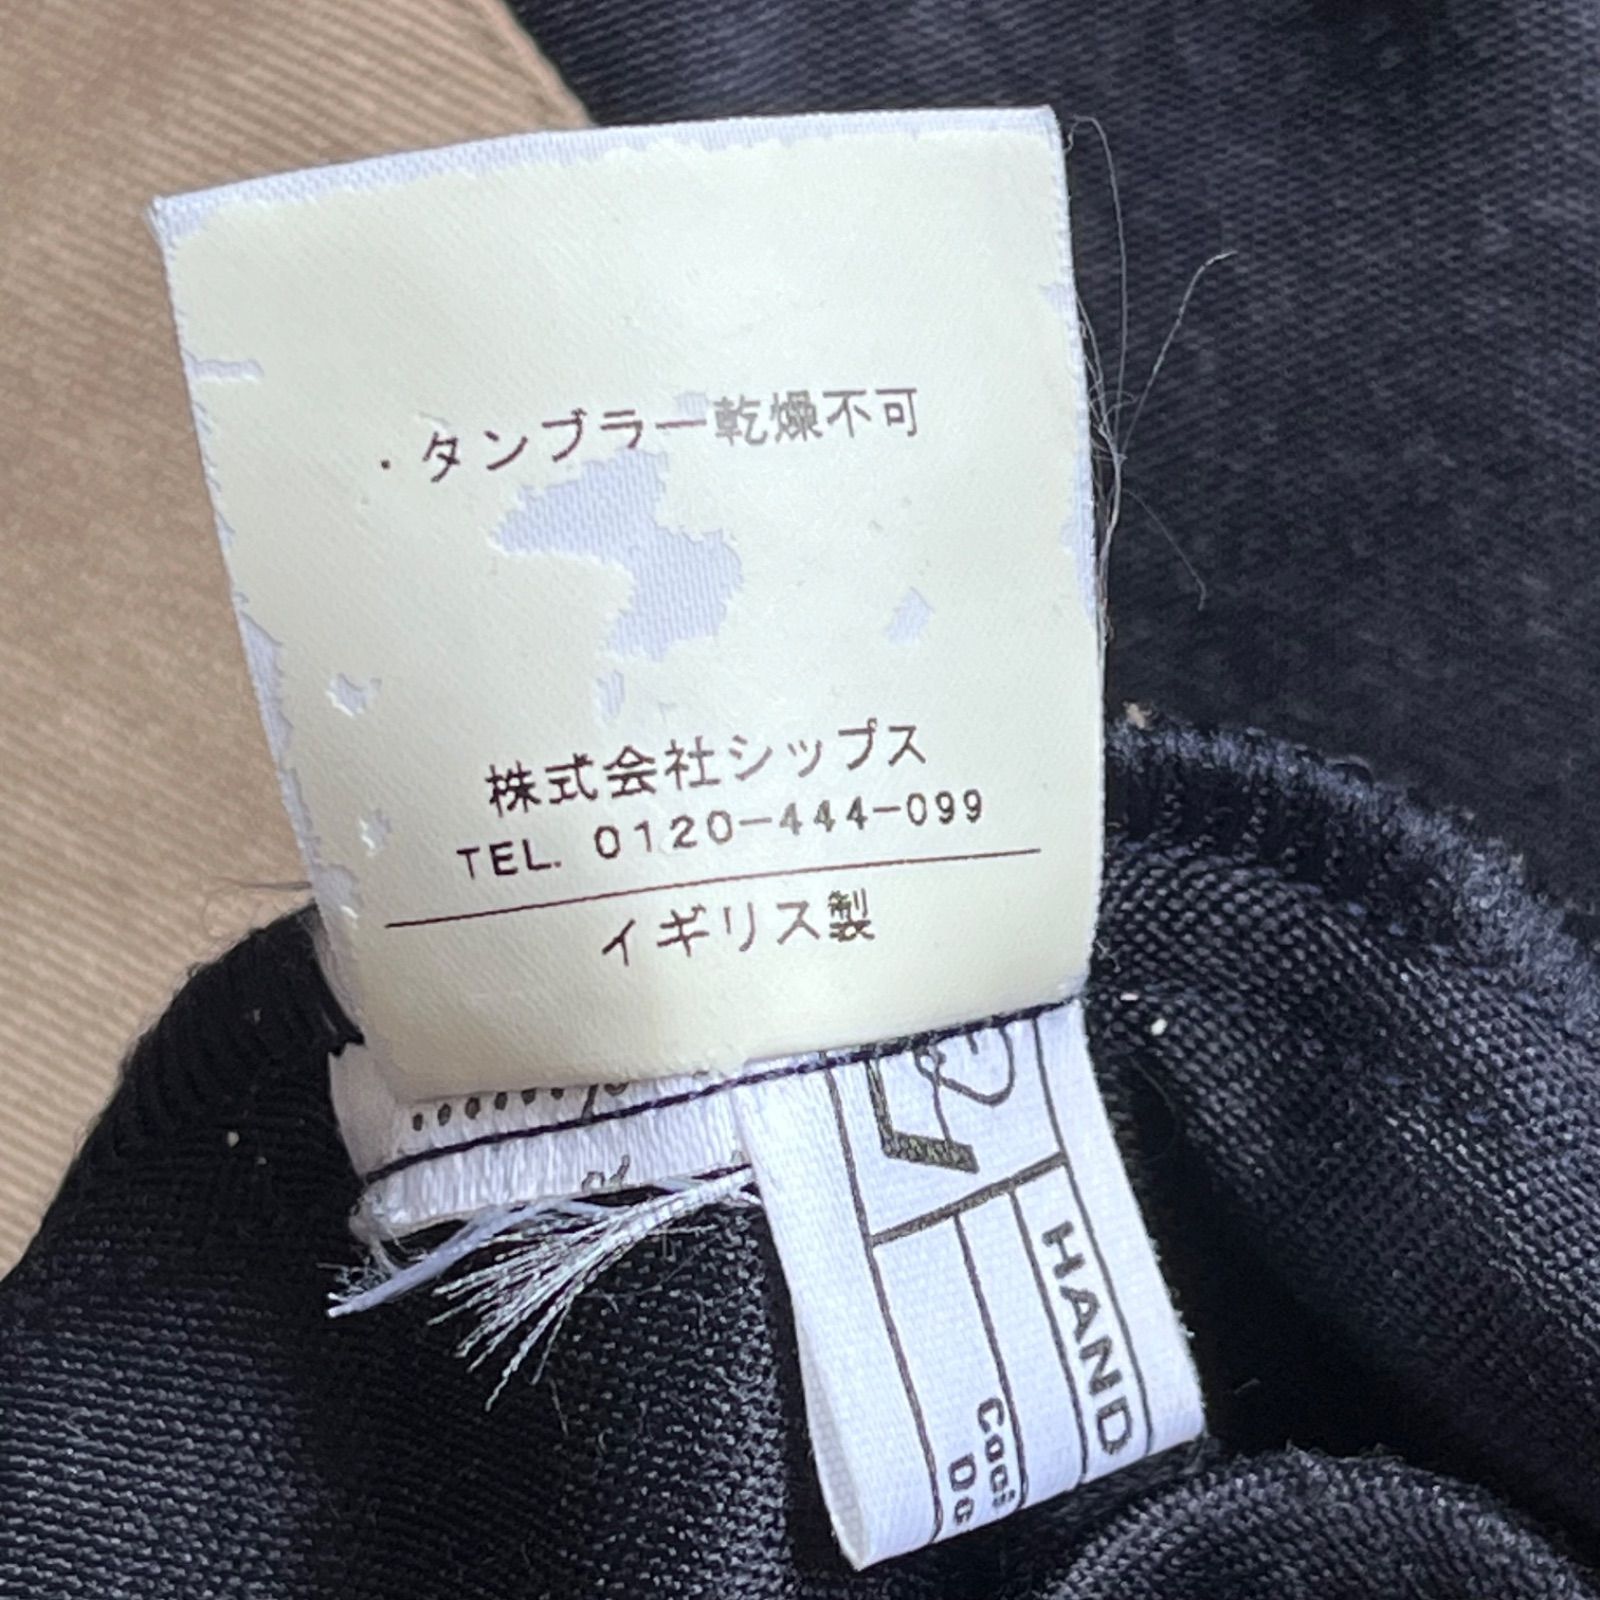 ・タンブラー乾燥不可
株式会社シップス
TEL. 0120-444-099
イギリス製
HAND